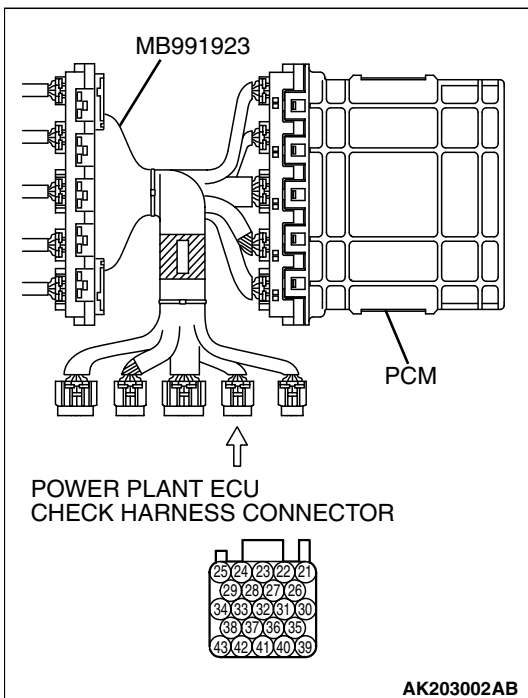 MB991923
PCM
POWER PLANT ECU
CHECK HARNESS CONNECTOR
25 24 23 22 21
29 28 27 26
34 33 32 31 30
38 37 36 35
43 42 41 40 39
AK203002AB